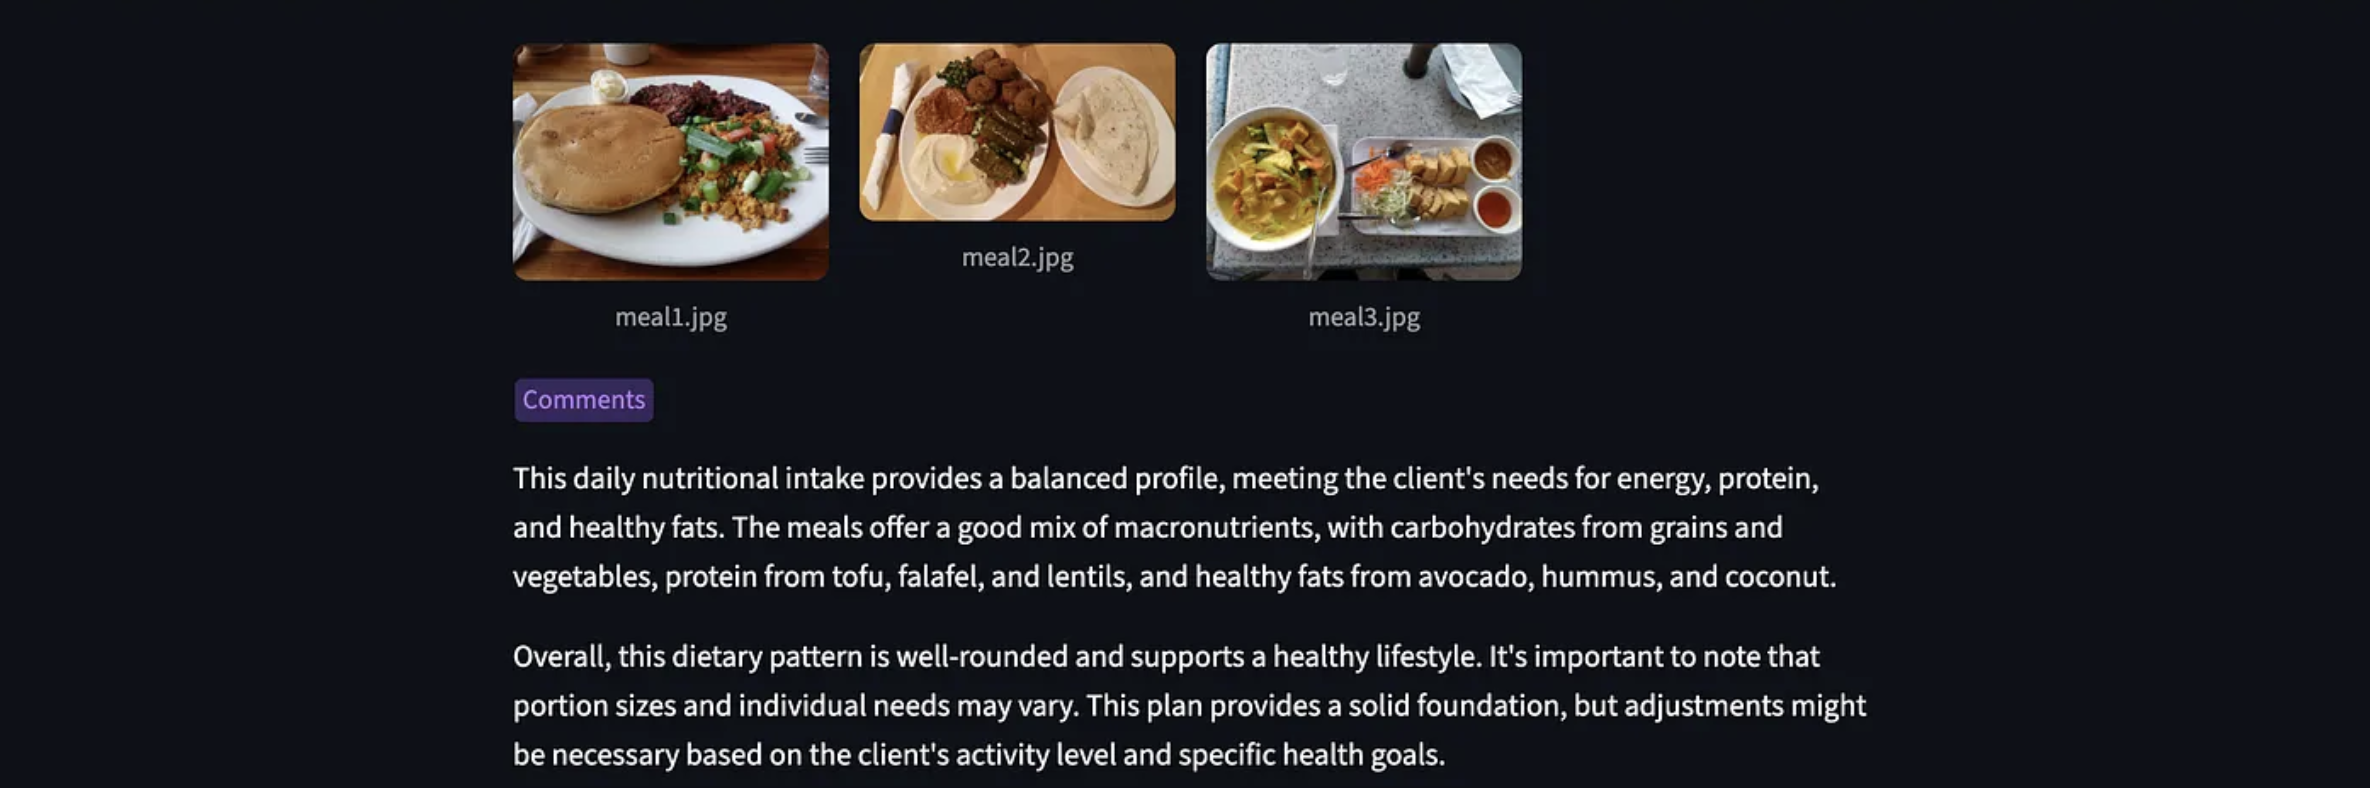 meal2.jpg
meal1.jpg
meal3.jpg
Comments
This daily nutritional intake provides a balanced profile, meeting the client's needs for energy, protein,
and healthy fats. The meals offer a good mix of macronutrients, with carbohydrates from grains and
vegetables, protein from tofu, falafel, and lentils, and healthy fats from avocado, hummus, and coconut.
Overall, this dietary pattern is well-rounded and supports a healthy lifestyle. It's important to note that
portion sizes and individual needs may vary. This plan provides a solid foundation, but adjustments might
be necessary based on the client's activity level and specific health goals.